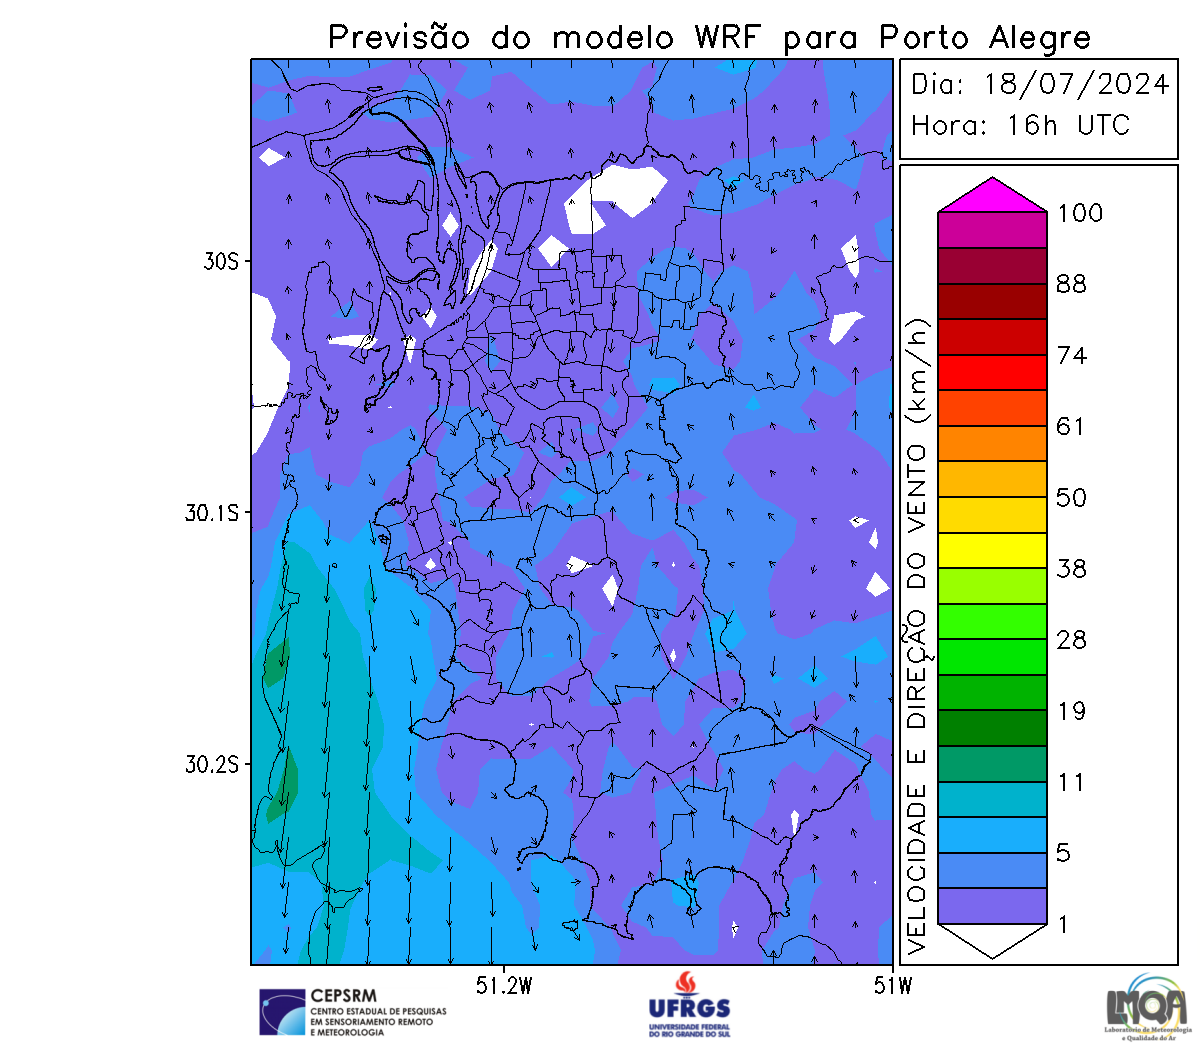 Previsão do modelo WRF para Porto Alegre
Dia: 18/07/2024
Hora: 16h UTC
VELOCIDADE E DIREÇÃO DO VENTO (km/h)
100
88
74
61
50
38
28
19
11
5
1
30S
30.1S
30.2S
51.2W
51W
CEPSRM
CENTRO ESTADUAL DE PESQUISAS
EM SENSORIAMENTO REMOTO
E METEOROLOGIA
UFRGS
UNIVERSIDADE FEDERAL
DO RIO GRANDE DO SUL
LMQA
Laboratório de Meteorologia
e Qualidade do Ar